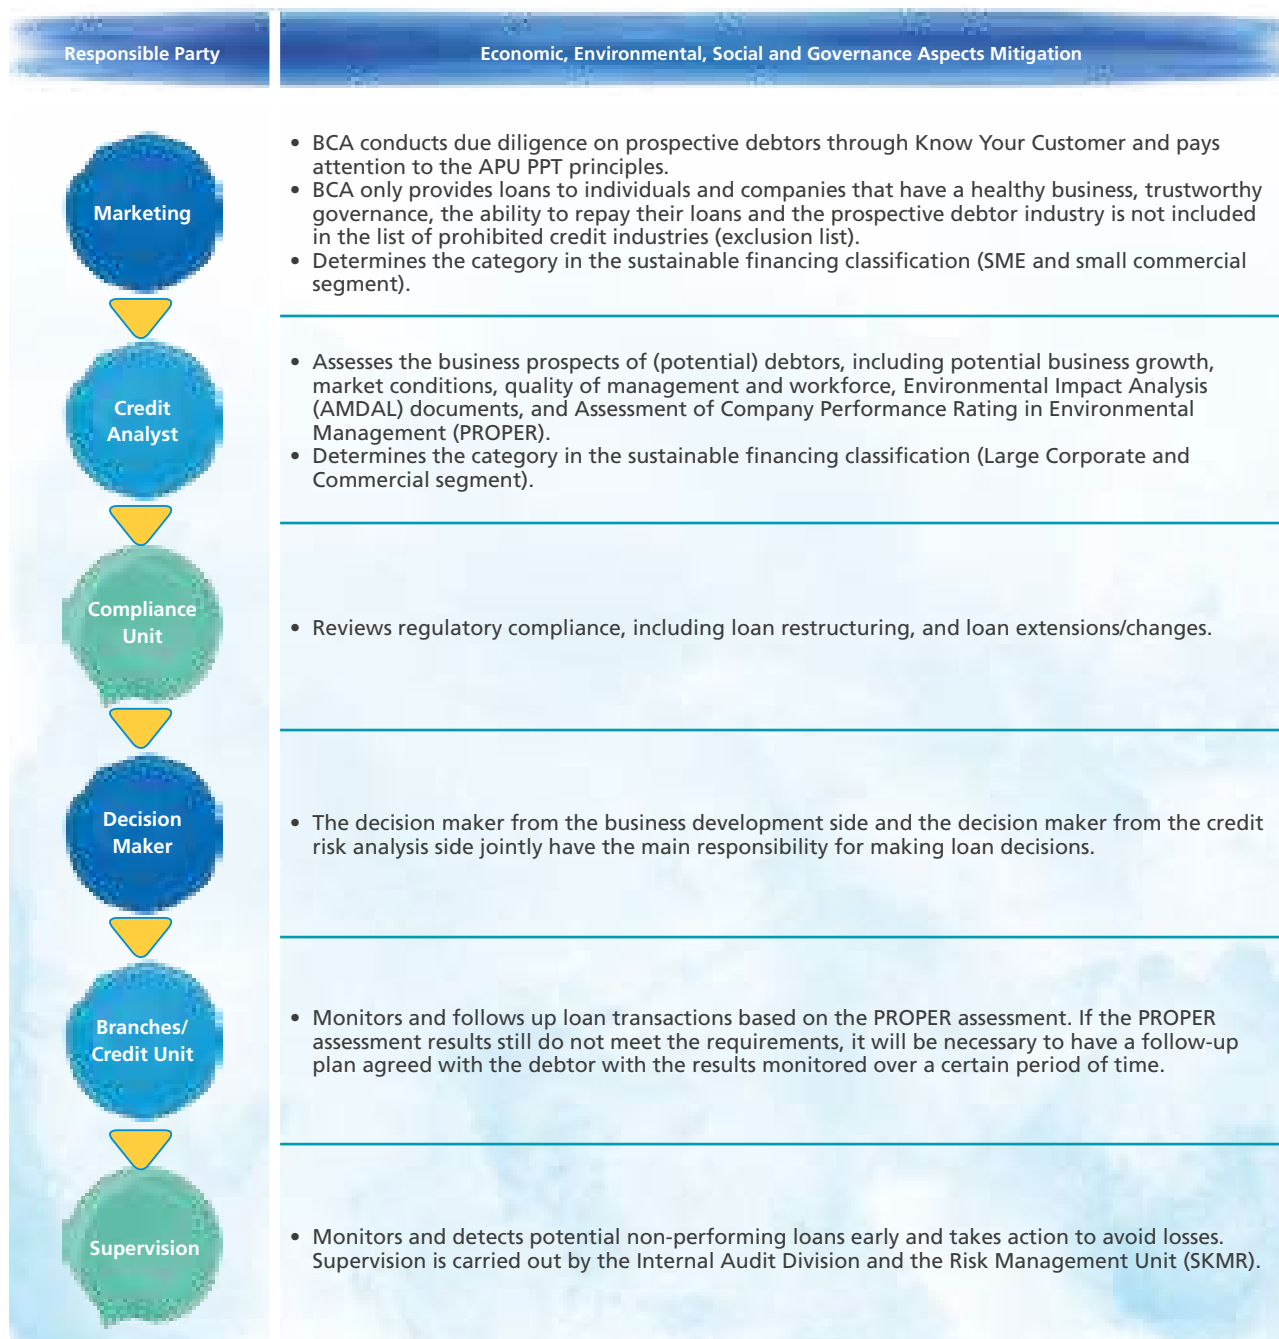 Responsible Party
Economic, Environmental, Social and Governance Aspects Mitigation
Marketing
• BCA conducts due diligence on prospective debtors through Know Your Customer and pays
attention to the APU PPT principles.
• BCA only provides loans to individuals and companies that have a healthy business, trustworthy
governance, the ability to repay their loans and the prospective debtor industry is not included
in the list of prohibited credit industries (exclusion list).
• Determines the category in the sustainable financing classification (SME and small commercial
segment).
Credit
Analyst
• Assesses the business prospects of (potential) debtors, including potential business growth,
market conditions, quality of management and workforce, Environmental Impact Analysis
(AMDAL) documents, and Assessment of Company Performance Rating in Environmental
Management (PROPER).
• Determines the category in the sustainable financing classification (Large Corporate and
Commercial segment).
Compliance
Unit
• Reviews regulatory compliance, including loan restructuring, and loan extensions/changes.
Decision
Maker
• The decision maker from the business development side and the decision maker from the credit
risk analysis side jointly have the main responsibility for making loan decisions.
Branches/
Credit Unit
• Monitors and follows up loan transactions based on the PROPER assessment. If the PROPER
assessment results still do not meet the requirements, it will be necessary to have a follow-up
plan agreed with the debtor with the results monitored over a certain period of time.
Supervision
• Monitors and detects potential non-performing loans early and takes action to avoid losses.
Supervision is carried out by the Internal Audit Division and the Risk Management Unit (SKMR).